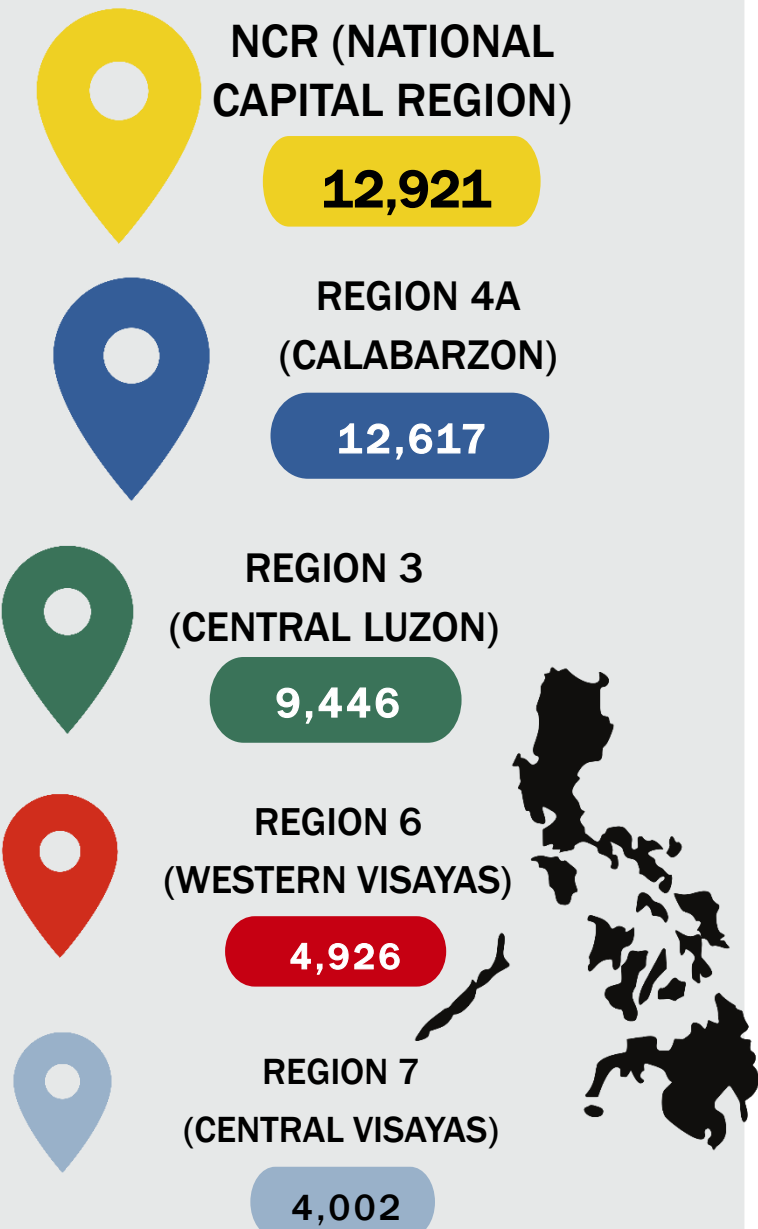 NCR (NATIONAL
CAPITAL REGION)
12,921
REGION 4A
(CALABARZON)
12,617
REGION 3
(CENTRAL LUZON)
9,446
REGION 6
(WESTERN VISAYAS)
4,926
REGION 7
(CENTRAL VISAYAS)
4,002